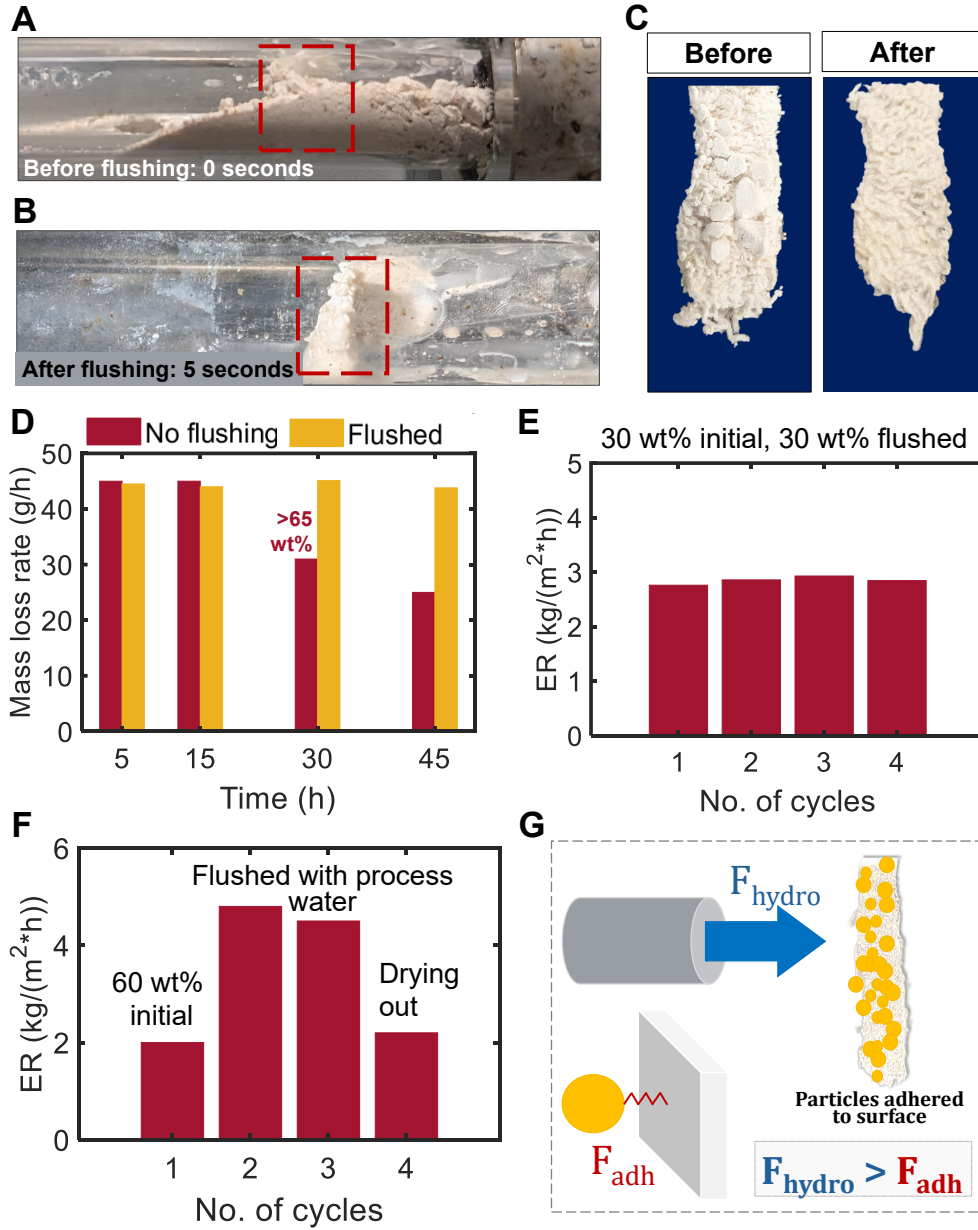 A
Before flushing: 0 seconds
B
After flushing: 5 seconds
C
Before
After
D
No flushing
Flushed
50
40
30
20
10
0
>65
wt%
5
15
30
45
Mass loss rate (g/h)
Time (h)
E
30 wt% initial, 30 wt% flushed
5
4
3
2
1
0
ER (kg/(m²*h))
1
2
3
4
No. of cycles
F
6
4
2
0
ER (kg/(m²*h))
Flushed with process
water
60 wt%
initial
Drying
out
1
2
3
4
No. of cycles
G
F_hydro
F_adh
Particles adhered
to surface
F_hydro > F_adh